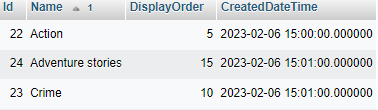 Id Name 1 DisplayOrder CreatedDateTime
22 Action 5 2023-02-06 15:00:00.000000
24 Adventure stories 15 2023-02-06 15:01:00.000000
23 Crime 10 2023-02-06 15:01:00.000000